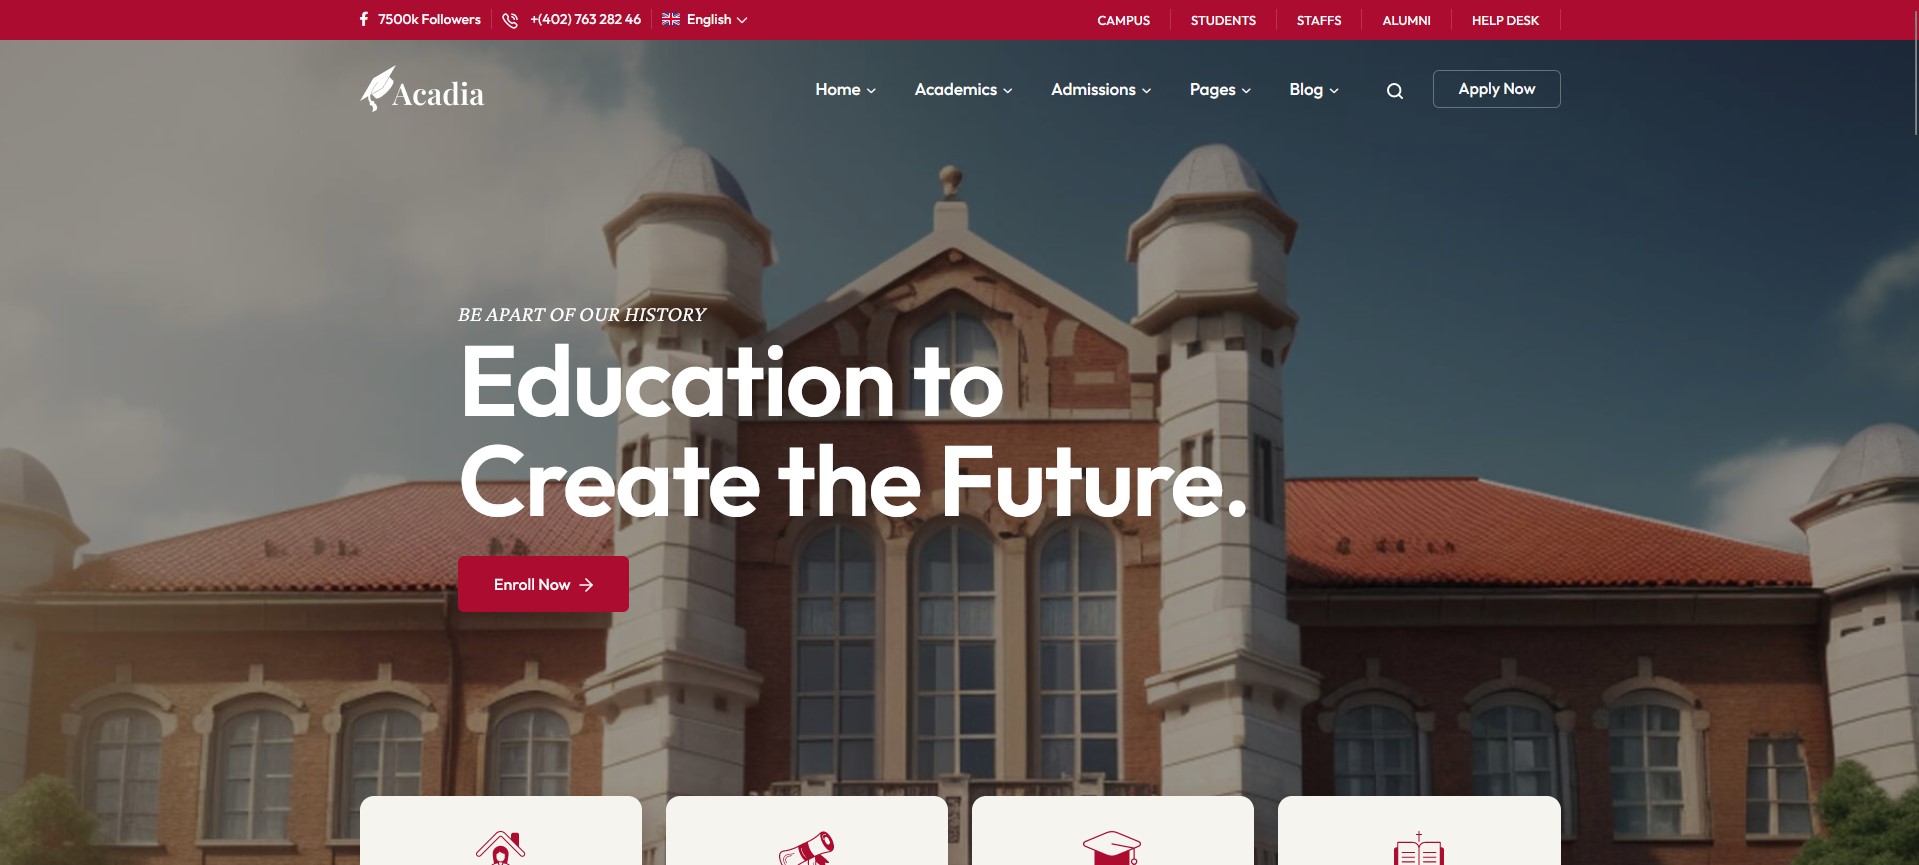 7500k Followers
+(402) 763 282 46
English
CAMPUS
STUDENTS
STAFFS
ALUMNI
HELP DESK
Acadia
Home
Academics
Admissions
Pages
Blog
Apply Now
BE APART OF OUR HISTORY
Education to
Create the Future.
Enroll Now